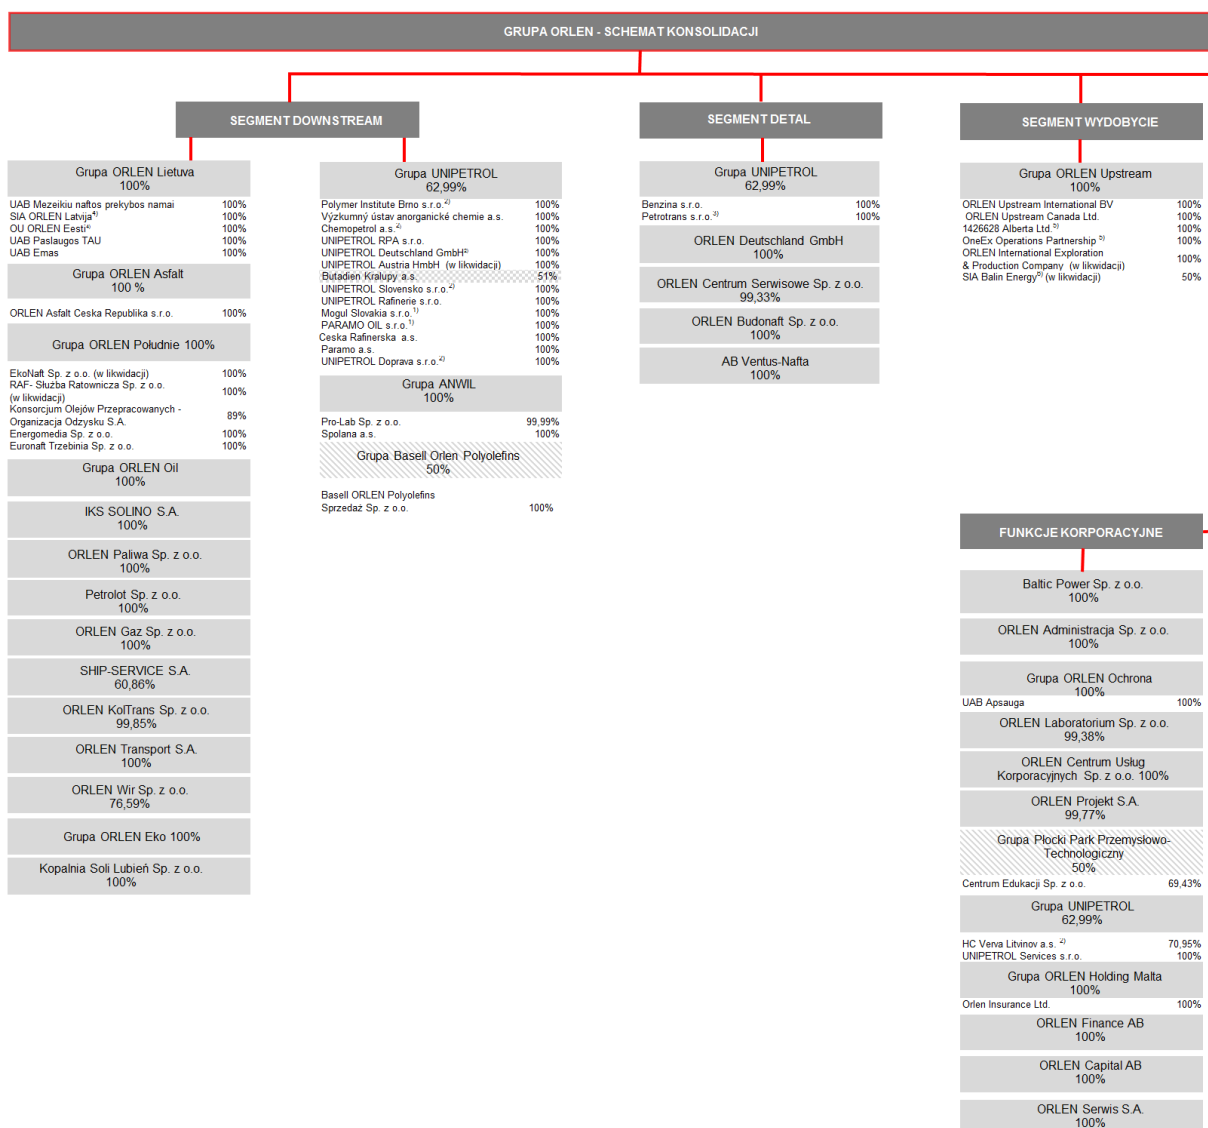 GRUPA ORLEN - SCHEMAT KONSOLIDACJI
SEGMENT DOWNSTREAM
Grupa ORLEN Lietuva
100%
UAB Mezeikiu naftos prekybos namai 100%
SIA ORLEN Latvija4) 100%
OU ORLEN Eesti4) 100%
UAB Paslaugos TAU 100%
UAB Emas 100%
Grupa ORLEN Asfalt
100 %
ORLEN Asfalt Ceska Republika s.r.o. 100%
Grupa ORLEN Południe 100%
EkoNaft Sp. z o.o. (w likwidacji) 100%
RAF- Służba Ratownicza Sp. z o.o.
(w likwidacji) 100%
Konsorcjum Olejów Przepracowanych -
Organizacja Odzysku S.A. 89%
Energomedia Sp. z o.o. 100%
Euronaft Trzebinia Sp. z o.o. 100%
Grupa ORLEN Oil
100%
IKS SOLINO S.A.
100%
ORLEN Paliwa Sp. z o.o.
100%
Petrolot Sp. z o.o.
100%
ORLEN Gaz Sp. z o.o.
100%
SHIP-SERVICE S.A.
60,86%
ORLEN KolTrans Sp. z o.o.
99,85%
ORLEN Transport S.A.
100%
ORLEN Wir Sp. z o.o.
76,59%
Grupa ORLEN Eko 100%
Kopalnia Soli Lubień Sp. z o.o.
100%
Grupa UNIPETROL
62,99%
Polymer Institute Brno s.r.o.2) 100%
Výzkumný ústav anorganické chemie a.s. 100%
Chemopetrol a.s.2) 100%
UNIPETROL RPA s.r.o. 100%
UNIPETROL Deutschland GmbH2) 100%
UNIPETROL Austria HmbH (w likwidacji) 100%
Butadien Kralupy a.s. 51%
UNIPETROL Slovensko s.r.o.2) 100%
UNIPETROL Rafinerie s.r.o. 100%
Mogul Slovakia s.r.o.1) 100%
PARAMO OIL s.r.o.1) 100%
Ceska Rafinerska a.s. 100%
Paramo a.s. 100%
UNIPETROL Doprava s.r.o.2) 100%
Grupa ANWIL
100%
Pro-Lab Sp. z o.o. 99,99%
Spolana a.s. 100%
Grupa Basell Orlen Polyolefins
50%
Basell ORLEN Polyolefins
Sprzedaż Sp. z o.o. 100%
SEGMENT DETAL
Grupa UNIPETROL
62,99%
Benzina s.r.o. 100%
Petrotrans s.r.o.3) 100%
ORLEN Deutschland GmbH
100%
ORLEN Centrum Serwisowe Sp. z o.o.
99,33%
ORLEN Budonaft Sp. z o.o.
100%
AB Ventus-Nafta
100%
SEGMENT WYDOBYCIE
Grupa ORLEN Upstream
100%
ORLEN Upstream International BV 100%
ORLEN Upstream Canada Ltd. 100%
1426628 Alberta Ltd.5) 100%
OneEx Operations Partnership 5) 100%
ORLEN International Exploration
& Production Company (w likwidacji) 100%
SIA Balin Energy6) (w likwidacji) 50%
FUNKCJE KORPORACYJNE
Baltic Power Sp. z o.o.
100%
ORLEN Administracja Sp. z o.o.
100%
Grupa ORLEN Ochrona
100%
UAB Apsauga 100%
ORLEN Laboratorium Sp. z o.o.
99,38%
ORLEN Centrum Usług
Korporacyjnych Sp. z o.o. 100%
ORLEN Projekt S.A.
99,77%
Grupa Płocki Park Przemysłowo-
Technologiczny
50%
Centrum Edukacji Sp. z o.o. 69,43%
Grupa UNIPETROL
62,99%
HC Verva Litvinov a.s. 2) 70,95%
UNIPETROL Services s.r.o. 100%
Grupa ORLEN Holding Malta
100%
Orlen Insurance Ltd. 100%
ORLEN Finance AB
100%
ORLEN Capital AB
100%
ORLEN Serwis S.A.
100%